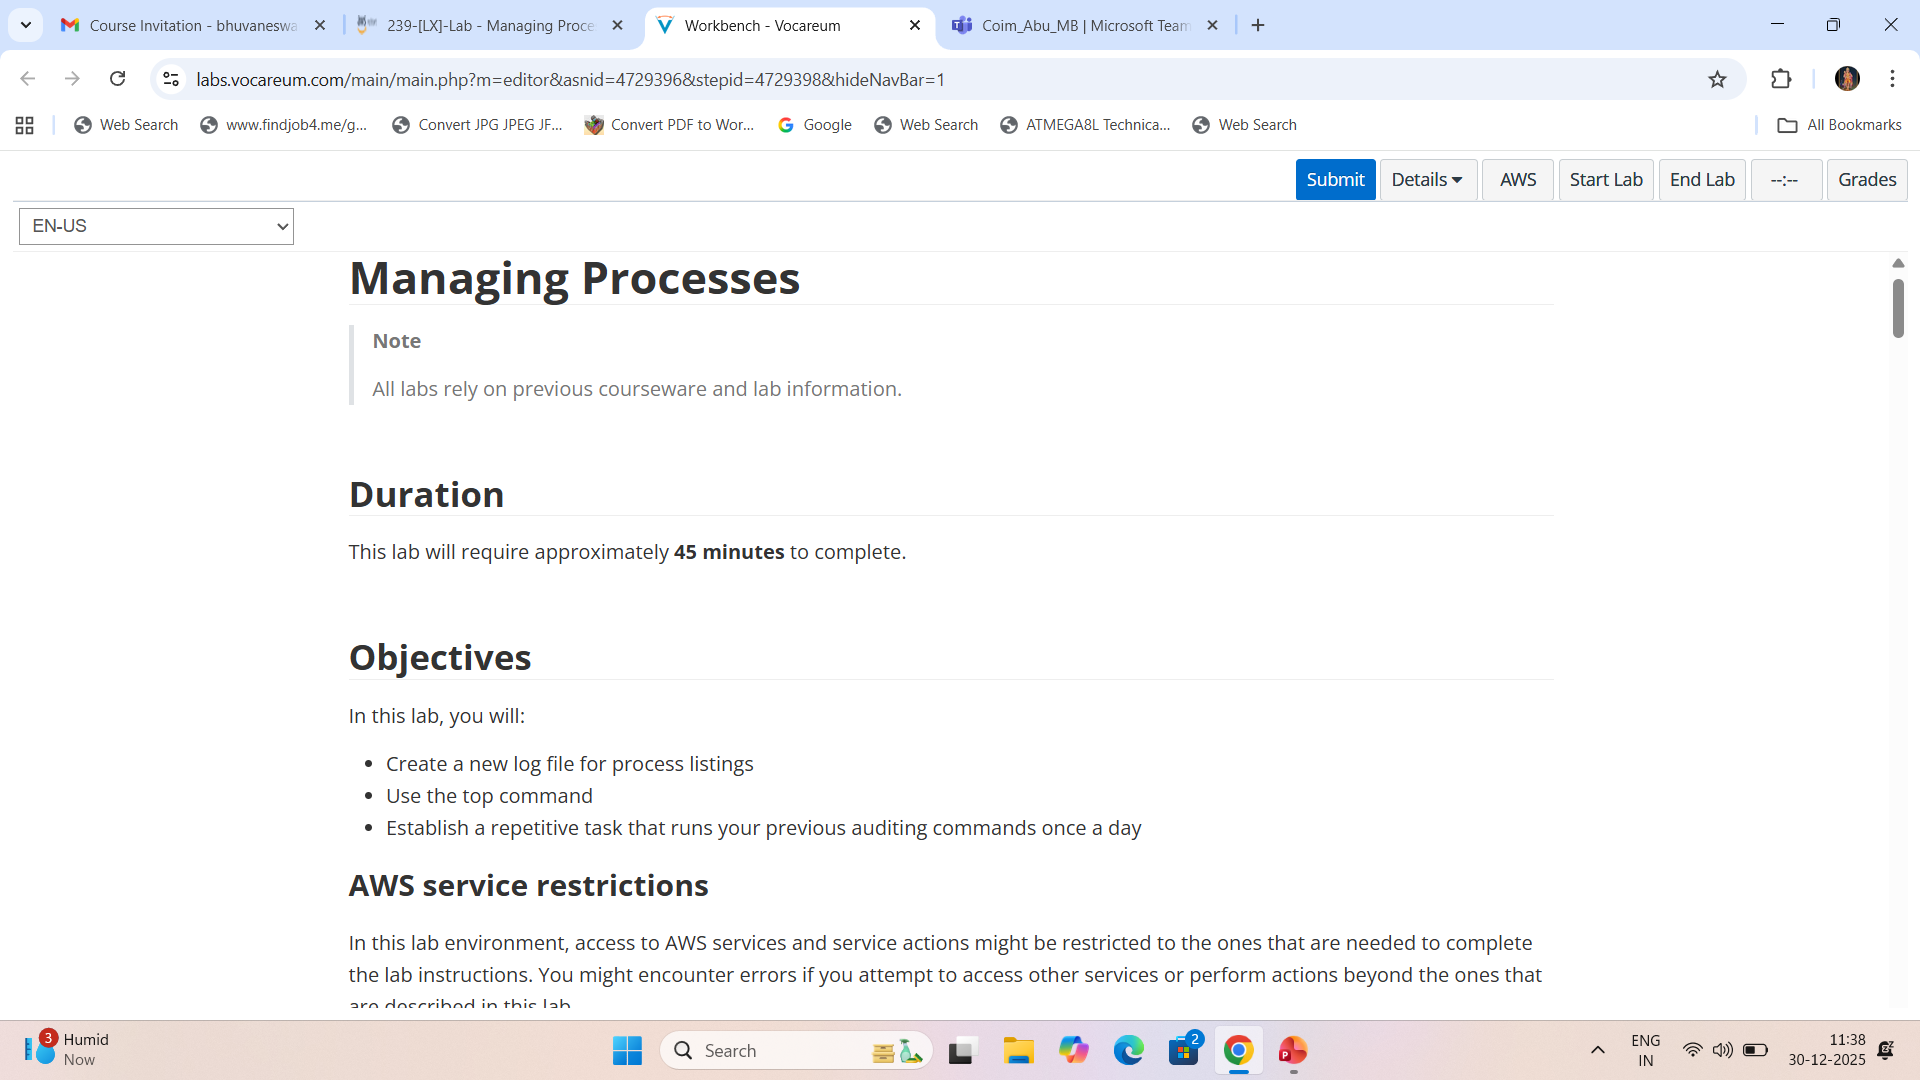 Course Invitation - bhuvaneswa
239-[LX]-Lab - Managing Proce
Workbench - Vocareum
Coim_Abu_MB | Microsoft Team
labs.vocareum.com/main/main.php?m=editor&asnid=4729396&stepid=4729398&hideNavBar=1
Web Search
www.findjob4.me/g...
Convert JPG JPEG JF...
Convert PDF to Wor...
Google
Web Search
ATMEGA8L Technica...
Web Search
All Bookmarks
Submit
Details
AWS
Start Lab
End Lab
--:--
Grades
EN-US
Managing Processes
Note
All labs rely on previous courseware and lab information.
Duration
This lab will require approximately 45 minutes to complete.
Objectives
In this lab, you will:
Create a new log file for process listings
Use the top command
Establish a repetitive task that runs your previous auditing commands once a day
AWS service restrictions
In this lab environment, access to AWS services and service actions might be restricted to the ones that are needed to complete
the lab instructions. You might encounter errors if you attempt to access other services or perform actions beyond the ones that
are described in this lab.
3
Humid
Now
Search
2
ENG
IN
11:38
30-12-2025